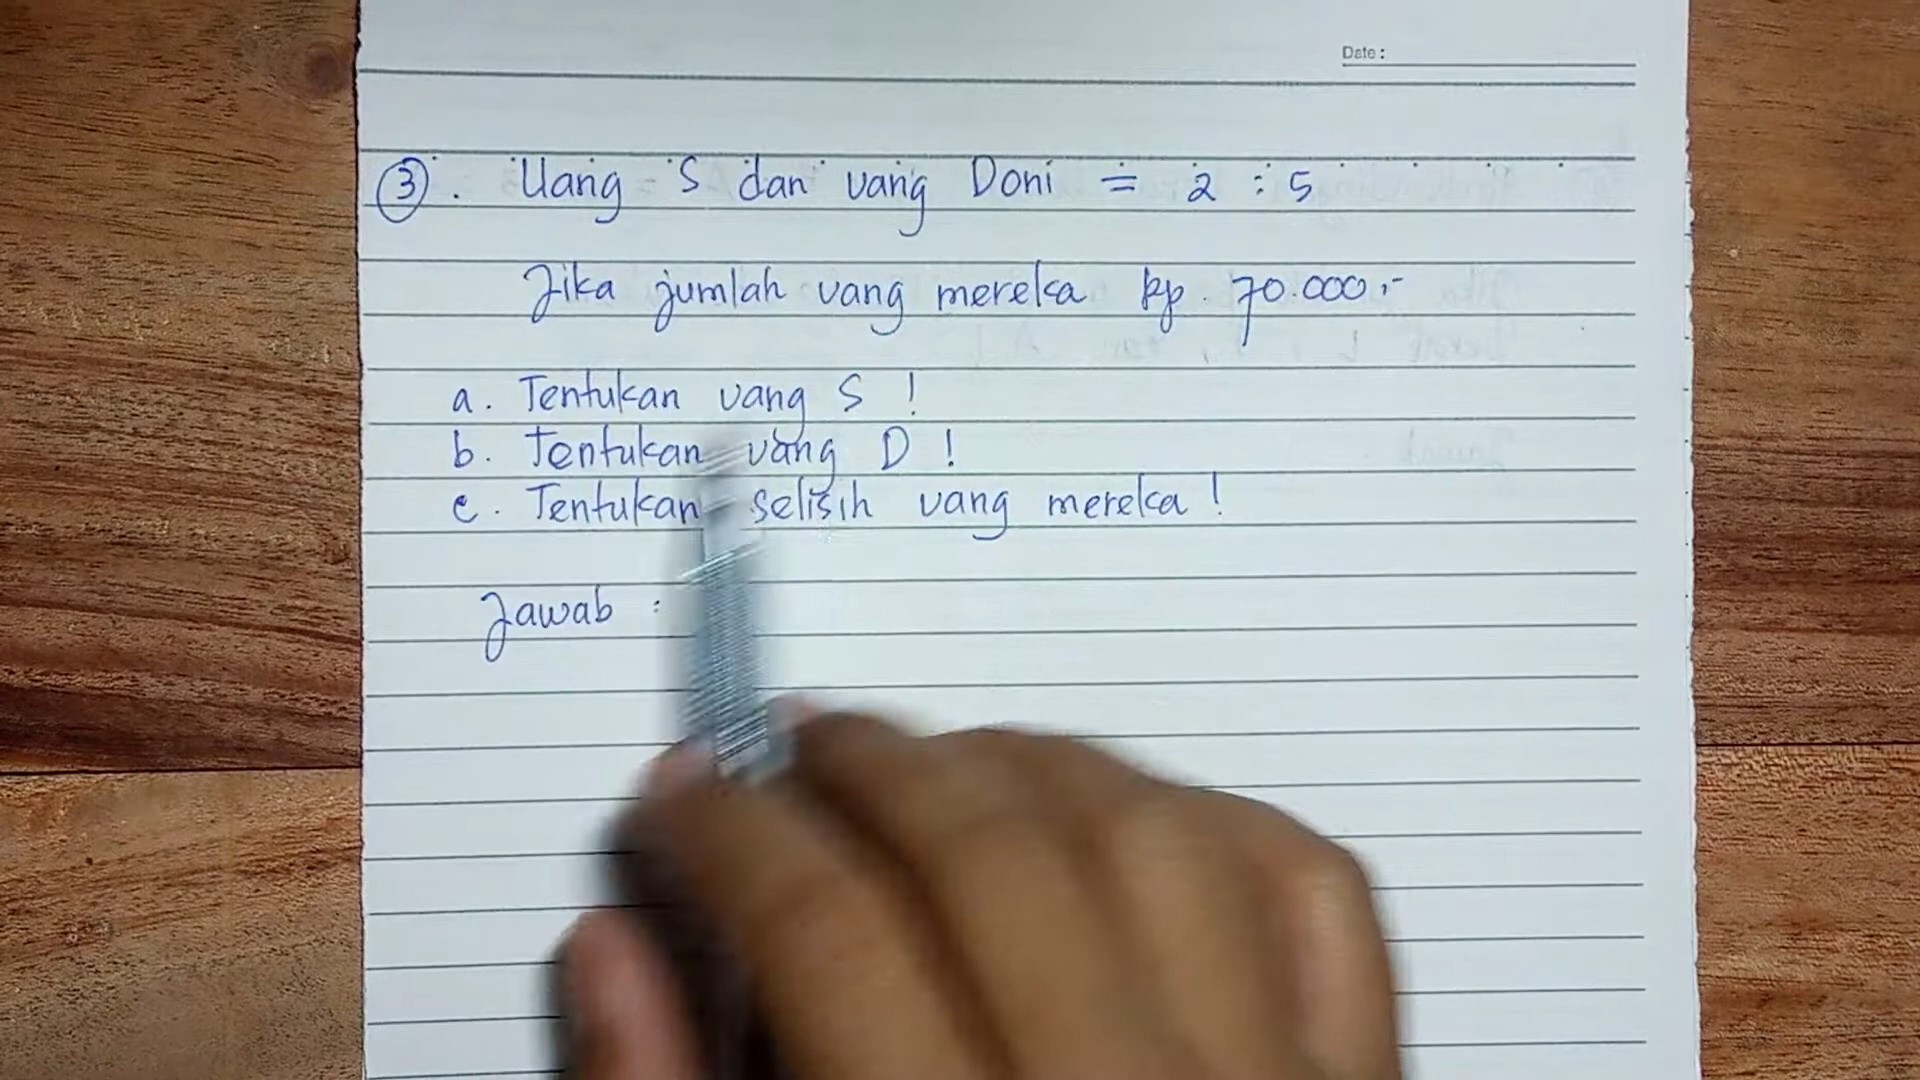 Date :
3. Uang S dan uang Doni = 2 : 5
Jika jumlah uang mereka Rp. 70.000,-
a. Tentukan uang S !
b. Tentukan uang D !
c. Tentukan selisih uang mereka !
Jawab :